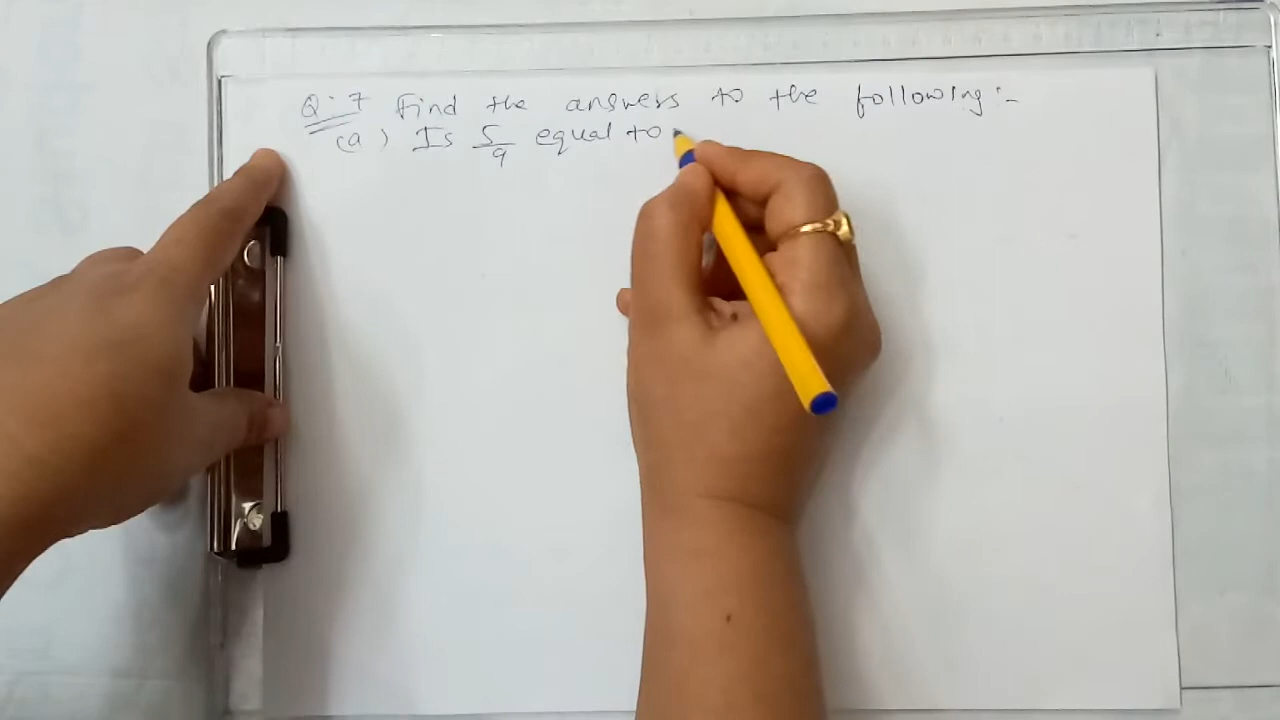 Q:7 Find the answers to the following:-
(a) Is 5/9 equal to